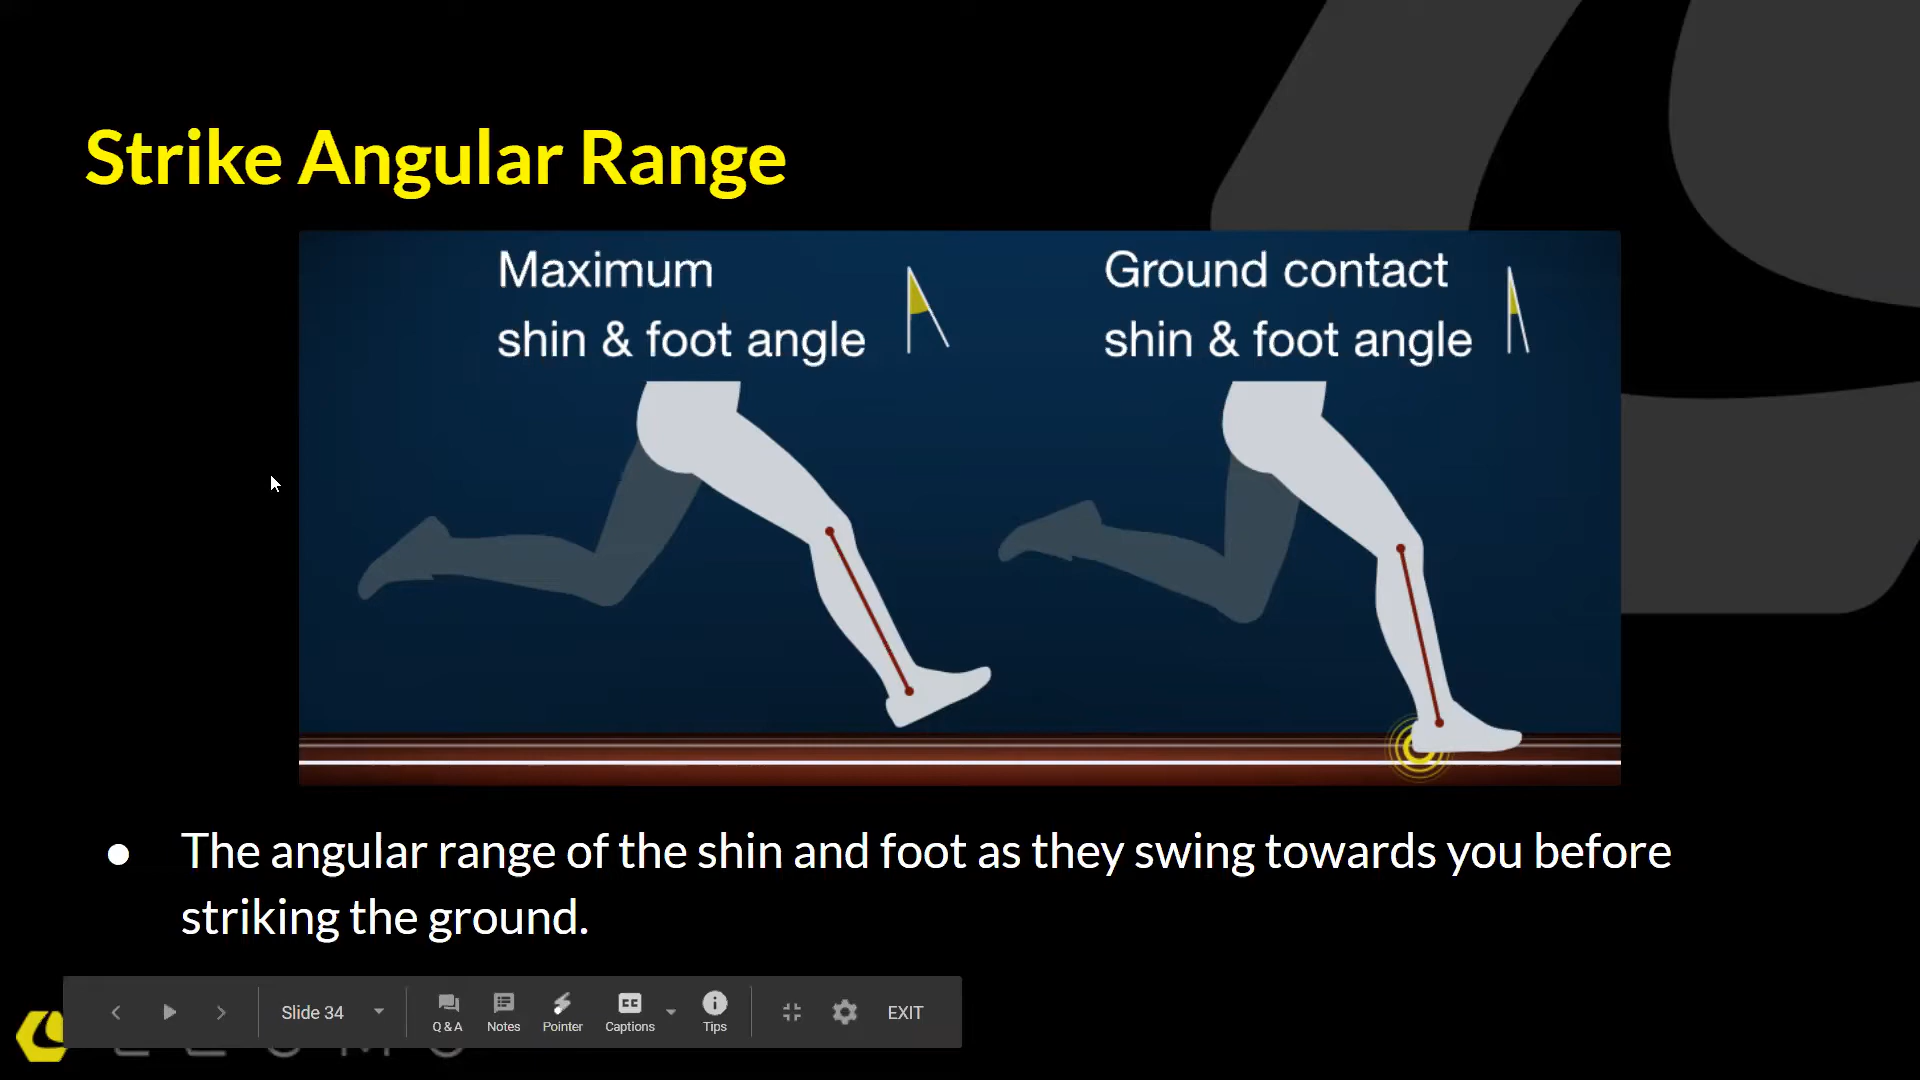 Strike Angular Range
Maximum
shin & foot angle
Ground contact
shin & foot angle
● The angular range of the shin and foot as they swing towards you before
striking the ground.
Slide 34
Q & A
Notes
Pointer
CC
Captions
Tips
EXIT